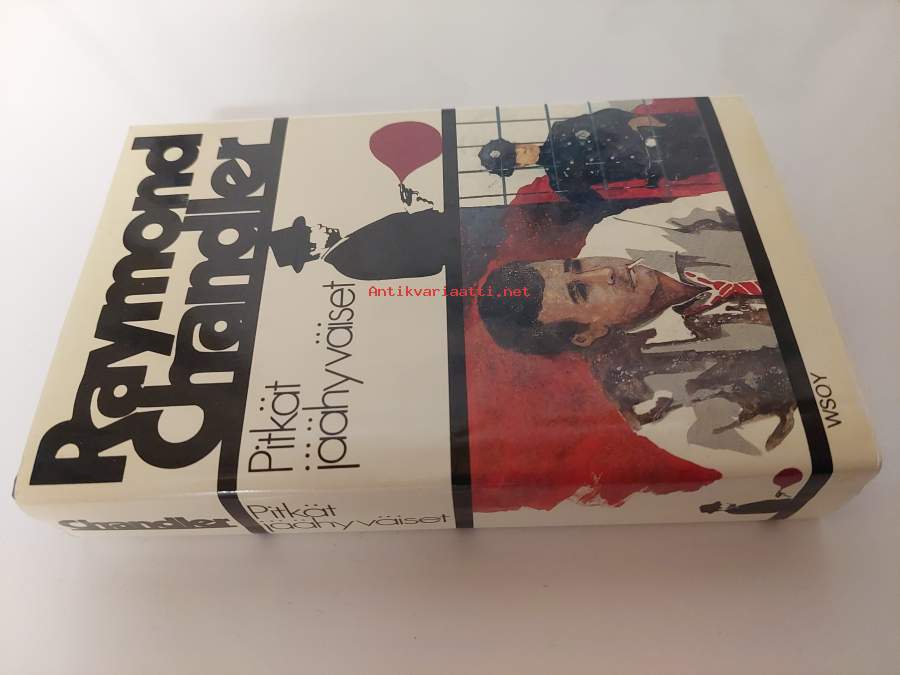 Raymond
Chandler
Pitkät
jäähyväiset
WSOY
Chandler
Pitkät
jäähyväiset
Antikvariaatti.net